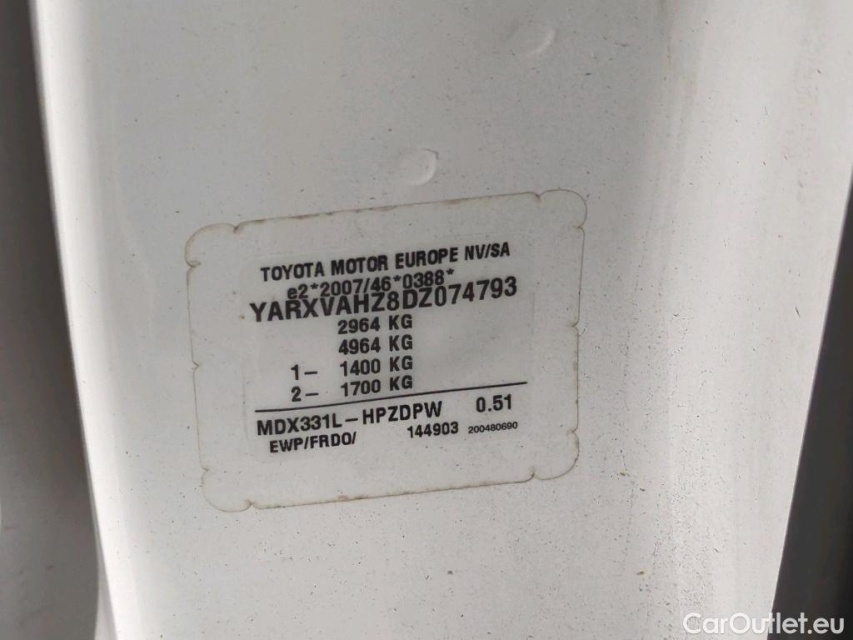 TOYOTA MOTOR EUROPE NV/SA
e2*2007/46*0388*
YARXVAHZ8DZ074793
2964 KG
4964 KG
1- 1400 KG
2- 1700 KG
MDX331L-HPZDPW 0.51
EWP/FRDO/ 144903 200480690
CarOutlet.eu